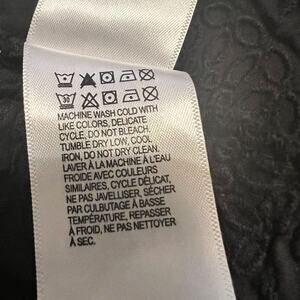 30
MACHINE WASH COLD WITH
LIKE COLORS, DELICATE
CYCLE, DO NOT BLEACH.
TUMBLE DRY LOW, COOL
IRON, DO NOT DRY CLEAN.
LAVER À LA MACHINE À L'EAU
FROIDE AVEC COULEURS
SIMILAIRES, CYCLE DÉLICAT,
NE PAS JAVELLISER, SÉCHER
PAR CULBUTAGE À BASSE
TEMPÉRATURE, REPASSER
À FROID, NE PAS NETTOYER
À SEC.